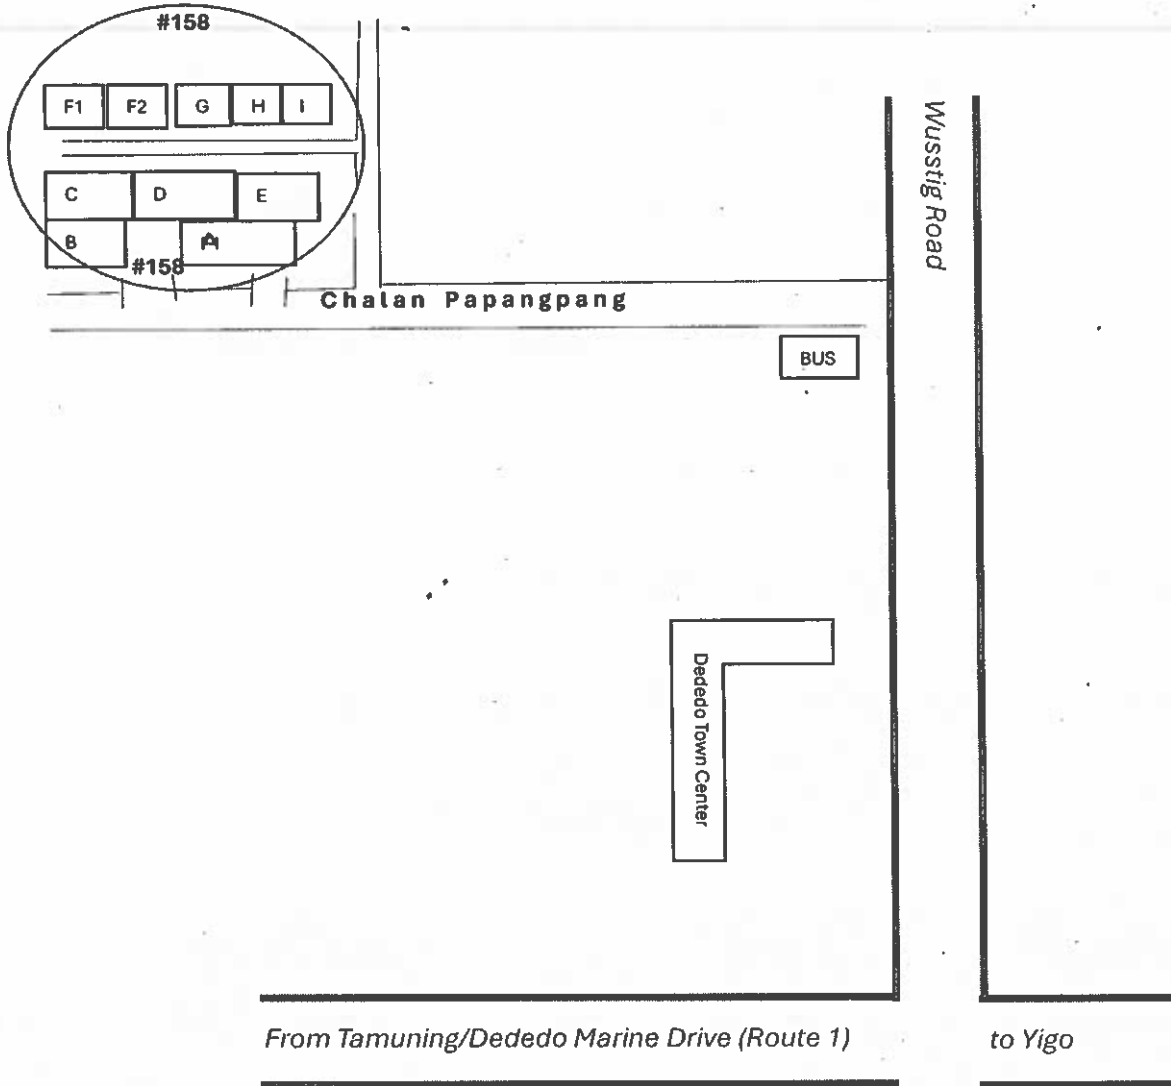 #158
F1 F2 G H I
C D E
B A
#158
Wusstig Road
Chalan Papangpang
BUS
Dededo Town Center
From Tamuning/Dededo Marine Drive (Route 1)
to Yigo